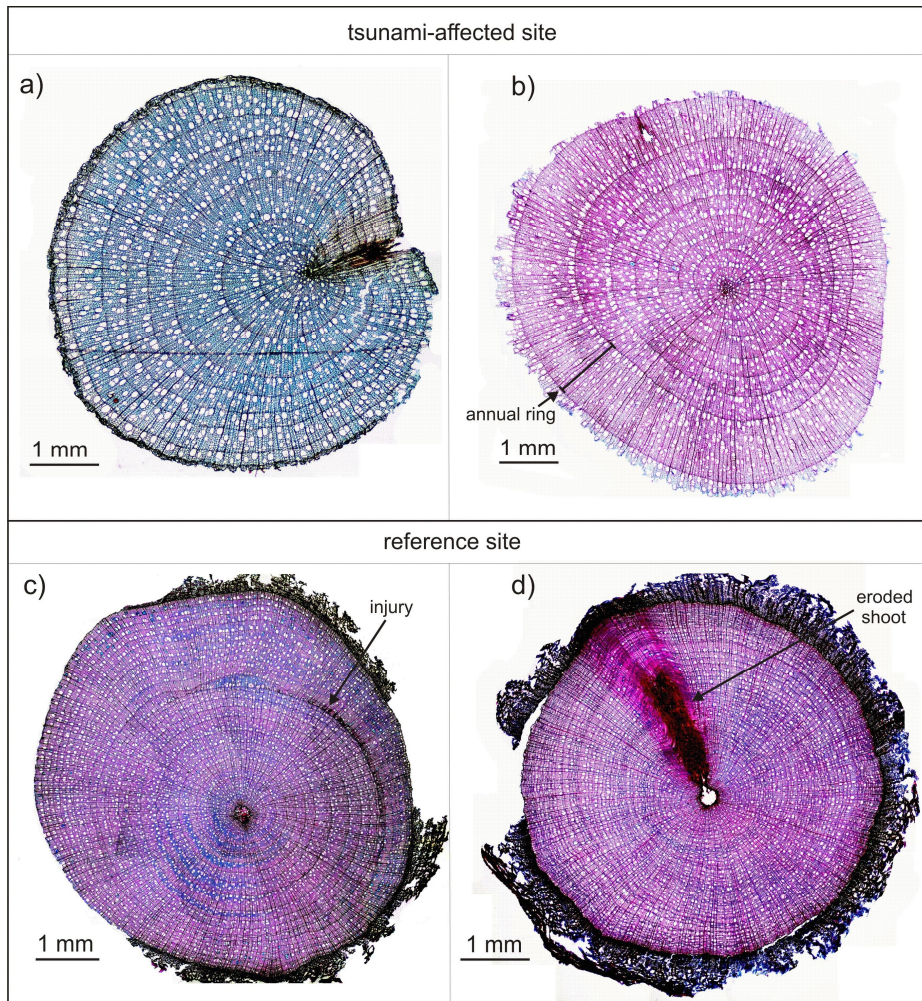 tsunami-affected site
a)
b)
annual ring
1 mm
1 mm
reference site
c)
d)
injury
eroded
shoot
1 mm
1 mm